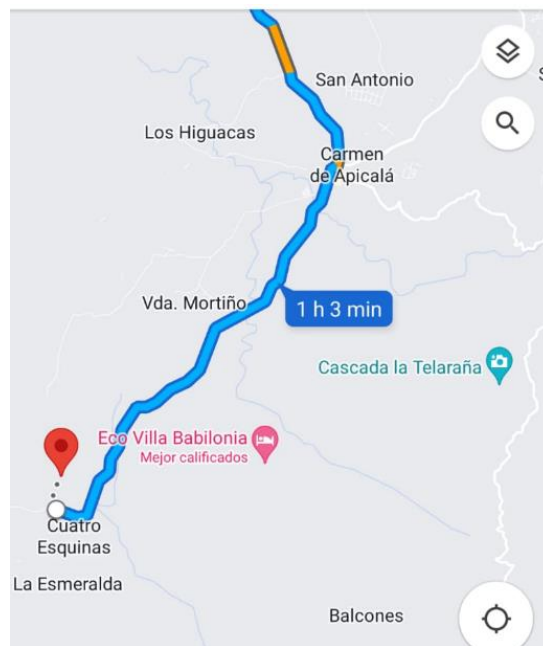 San Antonio
S
Los Higuacas
Carmen
de Apicalá
Vda. Mortiño
1 h 3 min
Cascada la Telaraña
Eco Villa Babilonia
Mejor calificados
Cuatro
Esquinas
La Esmeralda
Balcones